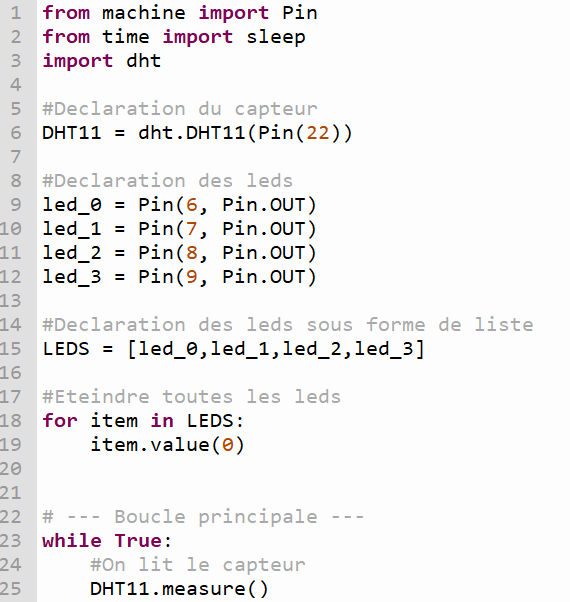 1 from machine import Pin
2 from time import sleep
3 import dht
4
5 #Declaration du capteur
6 DHT11 = dht.DHT11(Pin(22))
7
8 #Declaration des leds
9 led_0 = Pin(6, Pin.OUT)
10 led_1 = Pin(7, Pin.OUT)
11 led_2 = Pin(8, Pin.OUT)
12 led_3 = Pin(9, Pin.OUT)
13
14 #Declaration des leds sous forme de liste
15 LEDS = [led_0,led_1,led_2,led_3]
16
17 #Eteindre toutes les leds
18 for item in LEDS:
19     item.value(0)
20
21
22 # --- Boucle principale ---
23 while True:
24     #On lit le capteur
25     DHT11.measure()